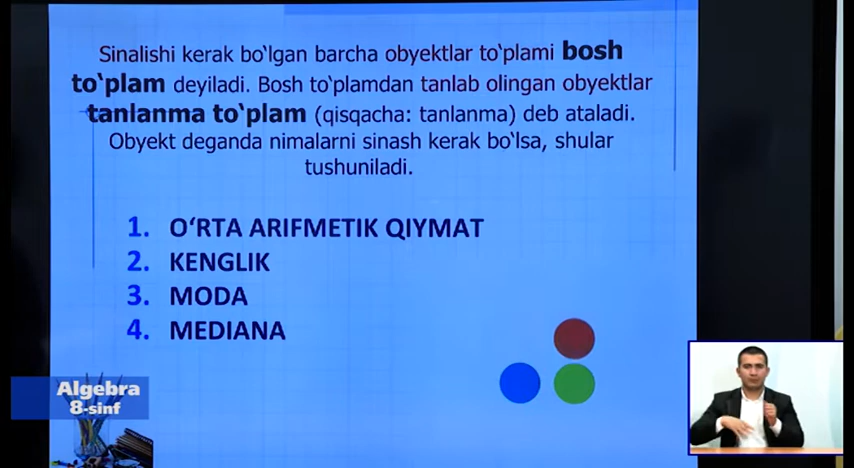 Sinalishi kerak bo‘lgan barcha obyektlar to‘plami bosh
to‘plam deyiladi. Bosh to‘plamdan tanlab olingan obyektlar
tanlanma to‘plam (qisqacha: tanlanma) deb ataladi.
Obyekt deganda nimalarni sinash kerak bo‘lsa, shular
tushuniladi.
1. O‘RTA ARIFMETIK QIYMAT
2. KENGLIK
3. MODA
4. MEDIANA
Algebra
8-sinf